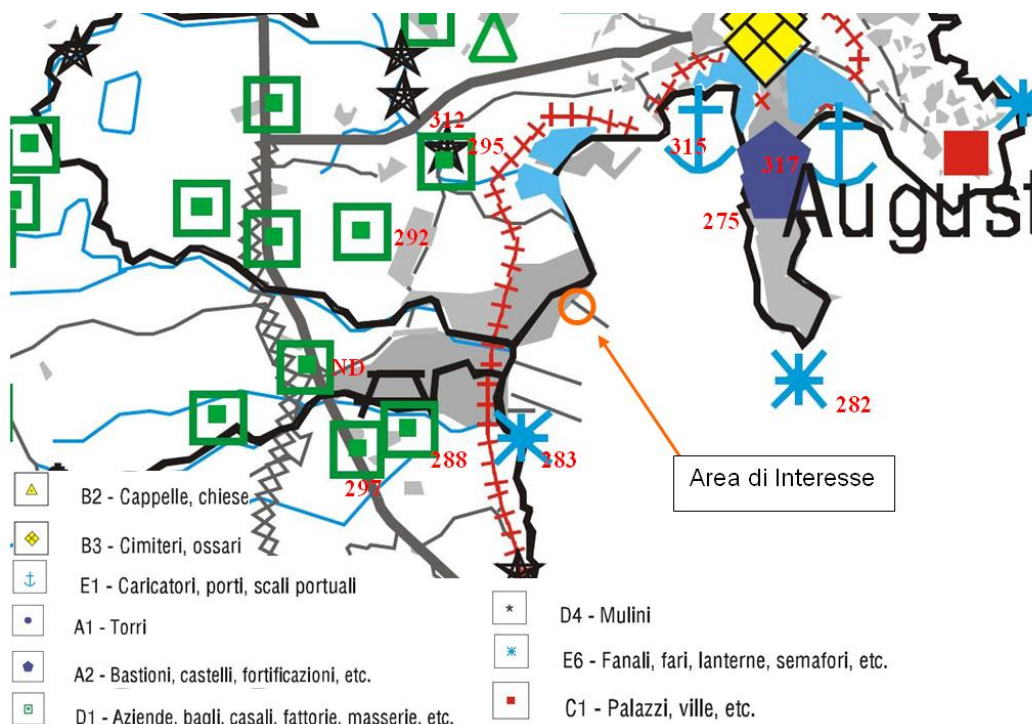 312
295
315
317
275
August
292
ND
282
288
283
297
Area di Interesse
B2 - Cappelle, chiese
B3 - Cimiteri, ossari
E1 - Caricatori, porti, scali portuali
A1 - Torri
A2 - Bastioni, castelli, fortificazioni, etc.
D1 - Aziende, bagli, casali, fattorie, masserie, etc.
D4 - Mulini
E6 - Fanali, fari, lanterne, semafori, etc.
C1 - Palazzi, ville, etc.